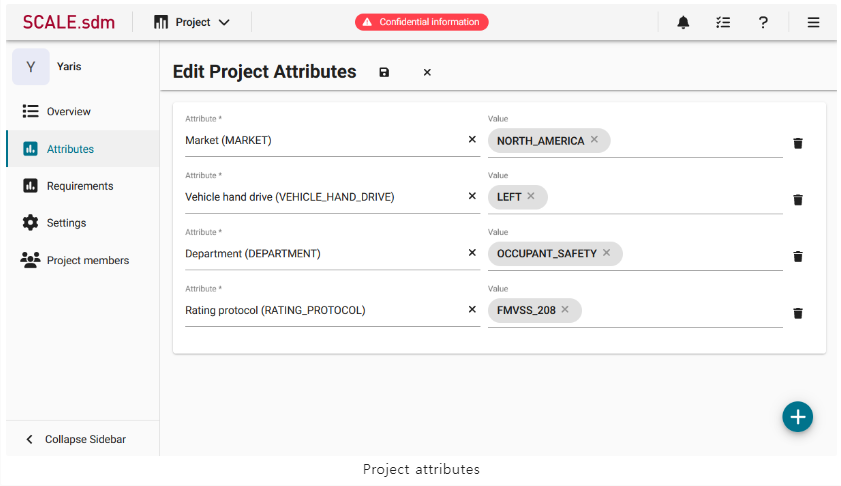 SCALE.sdm
Project
Confidential information
Y
Yaris
Edit Project Attributes
Overview
Attributes
Requirements
Settings
Project members
Attribute *
Value
Market (MARKET)
NORTH_AMERICA
Attribute *
Value
Vehicle hand drive (VEHICLE_HAND_DRIVE)
LEFT
Attribute *
Value
Department (DEPARTMENT)
OCCUPANT_SAFETY
Attribute *
Value
Rating protocol (RATING_PROTOCOL)
FMVSS_208
Collapse Sidebar
Project attributes